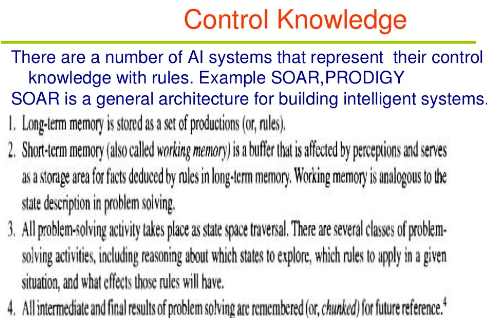 Control Knowledge
There are a number of AI systems that represent their control
knowledge with rules. Example SOAR,PRODIGY
SOAR is a general architecture for building intelligent systems.
1. Long-term memory is stored as a set of productions (or, rules).
2. Short-term memory (also called working memory) is a buffer that is affected by perceptions and serves
as a storage area for facts deduced by rules in long-term memory. Working memory is analogous to the
state description in problem solving.
3. All problem-solving activity takes place as state space traversal. There are several classes of problem-
solving activities, including reasoning about which states to explore, which rules to apply in a given
situation, and what effects those rules will have.
4. All intermediate and final results of problem solving are remembered (or, chunked) for future reference.4